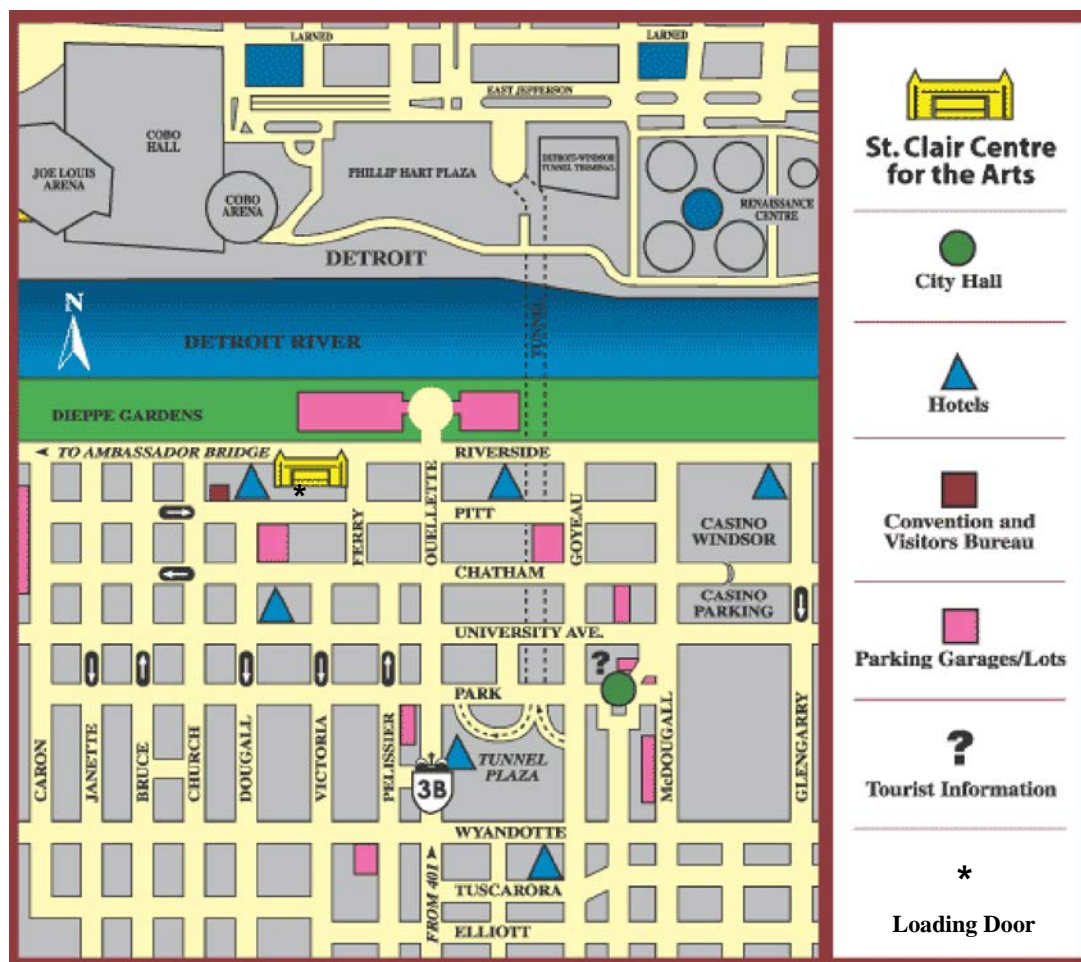 LARNED
LARNED
EAST JEFFERSON
COBO
HALL
JOE LOUIS
ARENA
COBO
ARENA
PHILLIP HART PLAZA
DETROIT-WINDSOR
TUNNEL TERMINAL
RENAISSANCE
CENTRE
DETROIT
N
DETROIT RIVER
TUNNEL
DIEPPE GARDENS
TO AMBASSADOR BRIDGE
RIVERSIDE
*
PITT
FERRY
OUELLETTE
GOYEAU
CASINO
WINDSOR
CHATHAM
CASINO
PARKING
UNIVERSITY AVE.
?
PARK
CARON
JANETTE
BRUCE
CHURCH
DOUGALL
VICTORIA
PELISSIER
3B
TUNNEL
PLAZA
McDOUGALL
GLENGARRY
WYANDOTTE
FROM 401
TUSCARORA
ELLIOTT
St. Clair Centre
for the Arts
City Hall
Hotels
Convention and
Visitors Bureau
Parking Garages/Lots
?
Tourist Information
*
Loading Door